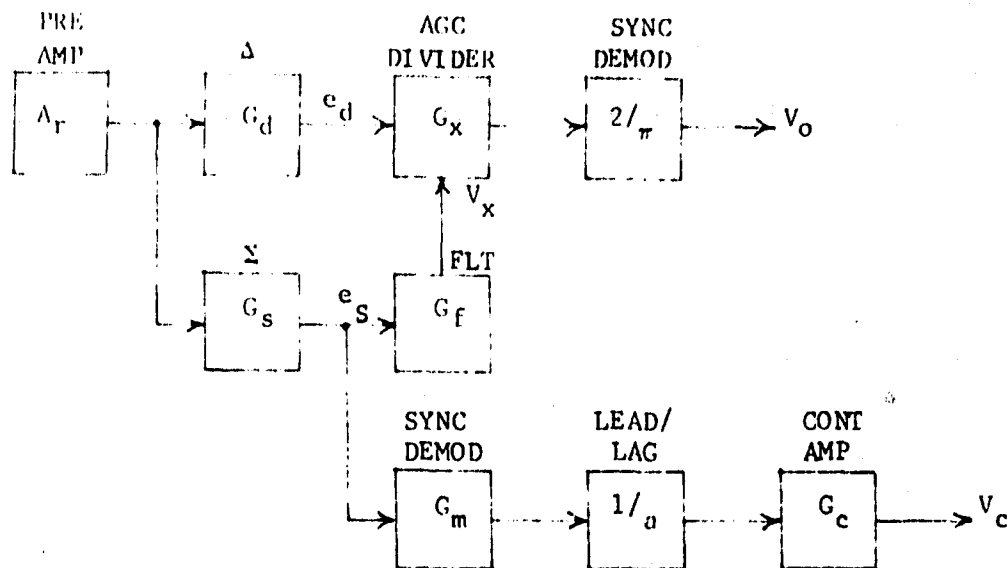 PRE
AMP
A_r
Δ
G_d
e_d
AGC
DIVIDER
G_x
V_x
SYNC
DEMOD
2/π
V_o
Σ
G_s
e_S
FLT
G_f
SYNC
DEMOD
G_m
LEAD/
LAG
1/a
CONT
AMP
G_c
V_c